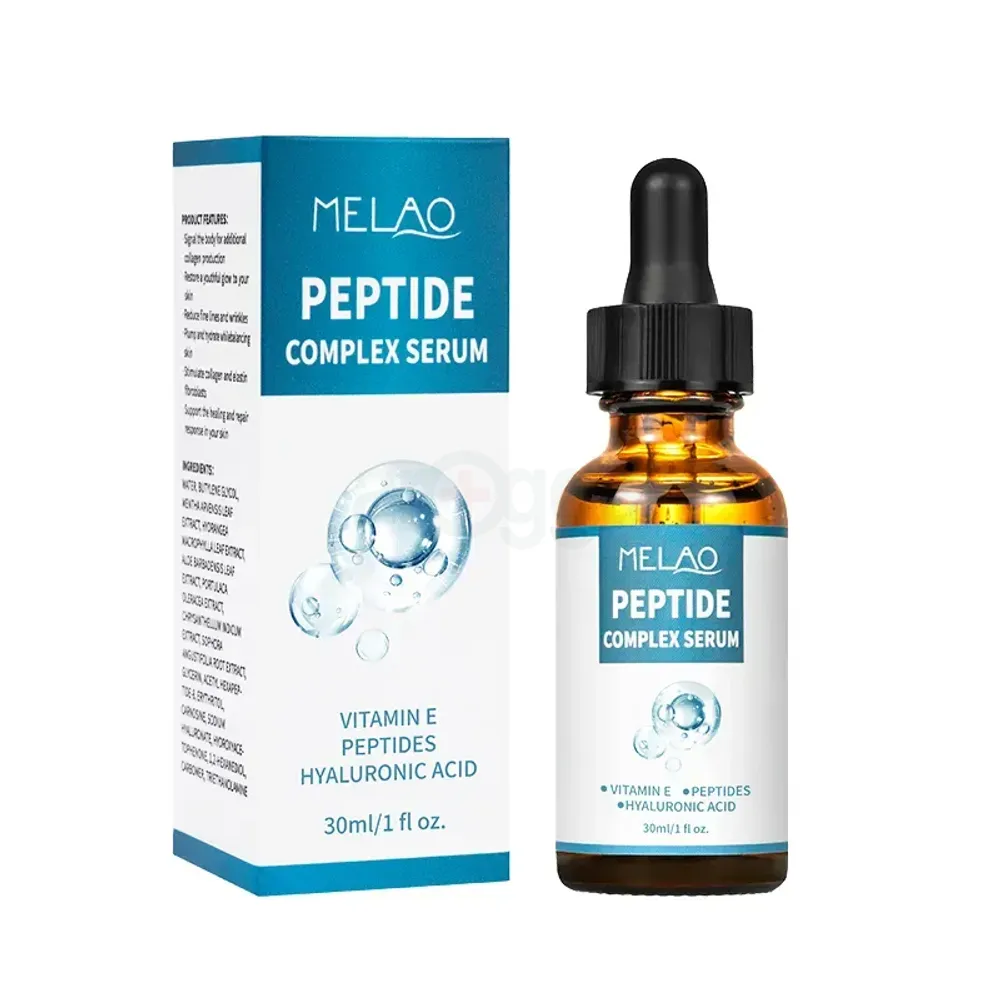 PRODUCT FEATURES:
·Signal the body for additional
collagen production
·Restore a youthful glow to your
skin
·Reduce fine lines and wrinkles
·Plump and hydrate whilebalancing
skin
·Stimulate collagen and elastin
fibroblasts
·Support the healing and repair
response in your skin
INGREDIENTS:
WATER, BUTYLENE GLYCOL,
MENTHA ARVENSIS LEAF
EXTRACT, HYDRANGEA
MACROPHYLLA LEAF EXTRACT,
ALOE BARBADENSIS LEAF
EXTRACT, PORTULACA
OLERACEA EXTRACT,
CHRYSANTHELLUM INDICUM
EXTRACT, SOPHORA
ANGUSTIFOLIA ROOT EXTRACT,
GLYCERIN, ACETYL HEXAPEP-
TIDE-8, ERYTHRITOL,
CARNOSINE, SODIUM
HYALURONATE, HYDROXYACE-
TOPHENONE, 1,2-HEXANEDIOL,
CARBOMER, TRIETHANOLAMINE
MELAO
PEPTIDE
COMPLEX SERUM
VITAMIN E
PEPTIDES
HYALURONIC ACID
30ml/1 fl oz.
MELAO
PEPTIDE
COMPLEX SERUM
•VITAMIN E •PEPTIDES
•HYALURONIC ACID
30ml/1 fl oz.